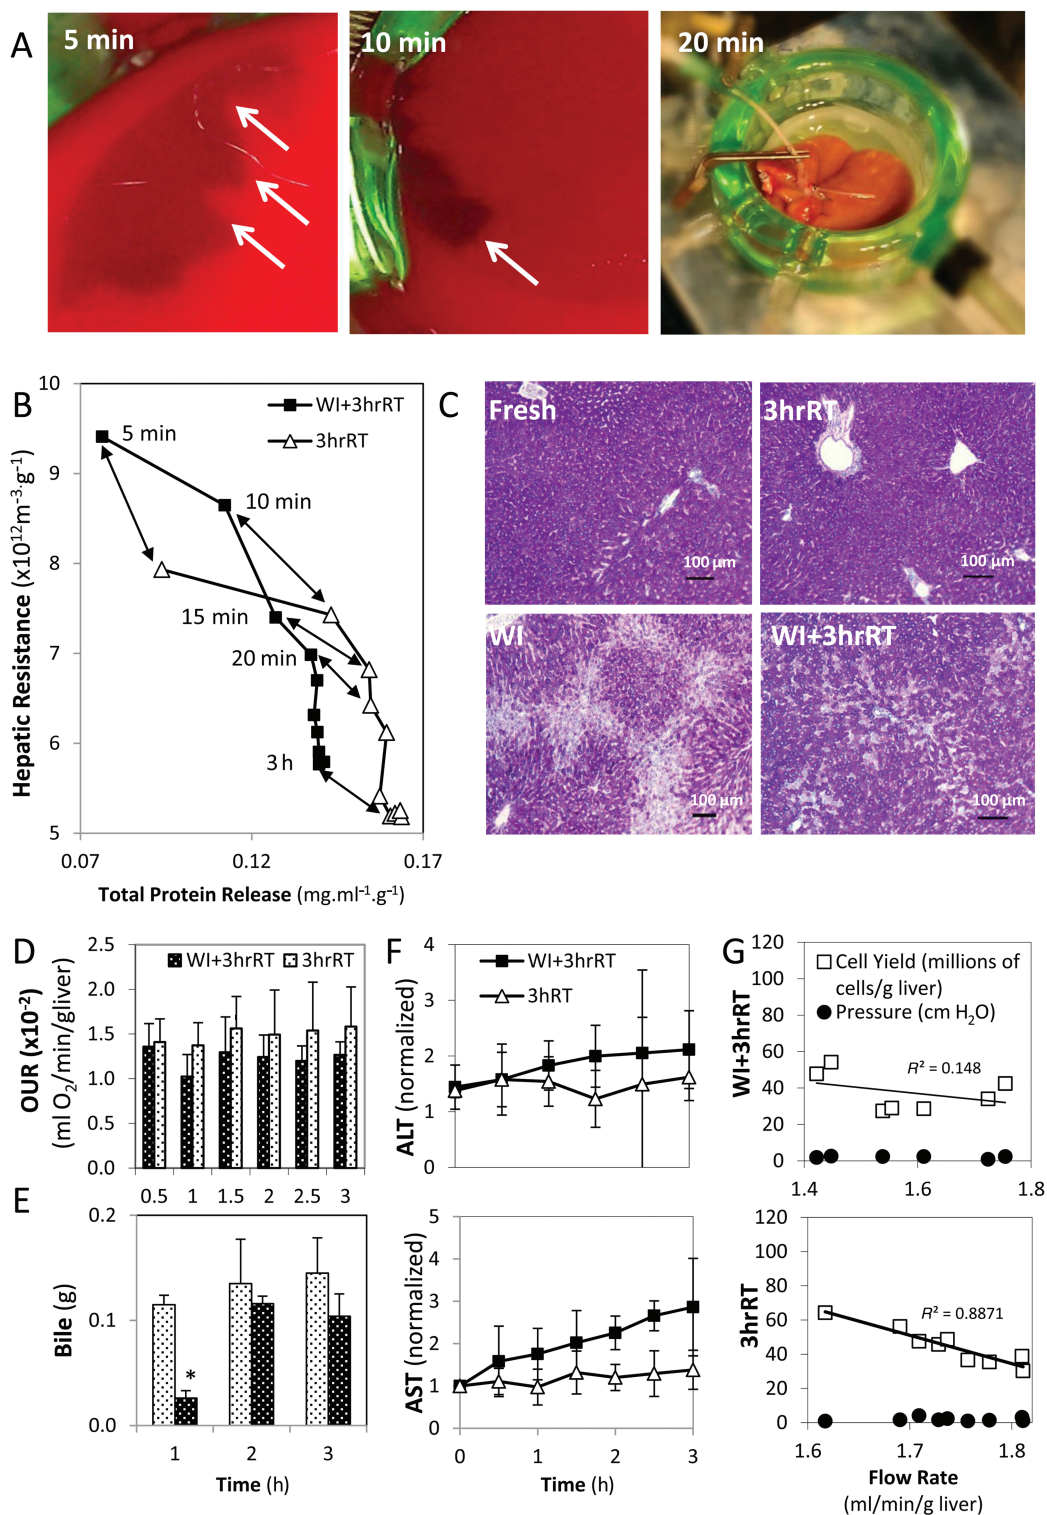 A
5 min
10 min
20 min
B
10
9
8
7
6
5
Hepatic Resistance (x10¹²m⁻³·g⁻¹)
WI+3hrRT
3hrRT
5 min
10 min
15 min
20 min
3 h
0.07
0.12
0.17
Total Protein Release (mg.ml⁻¹.g⁻¹)
C
Fresh
100 µm
3hrRT
100 µm
WI
100 µm
WI+3hrRT
100 µm
D
OUR (x10⁻²)
(ml O₂/min/gliver)
2.5
2.0
1.5
1.0
0.5
0.0
WI+3hrRT
3hrRT
0.5
1
1.5
2
2.5
3
E
Bile (g)
0.2
0.1
0.0
*
1
2
3
Time (h)
F
ALT (normalized)
4
3
2
1
0
WI+3hrRT
3hRT
AST (normalized)
5
4
3
2
1
0
0
1
2
3
Time (h)
G
WI+3hrRT
120
100
80
60
40
20
0
Cell Yield (millions of
cells/g liver)
Pressure (cm H₂O)
R² = 0.148
1.4
1.6
1.8
3hrRT
120
100
80
60
40
20
0
R² = 0.8871
1.6
1.7
1.8
Flow Rate
(ml/min/g liver)